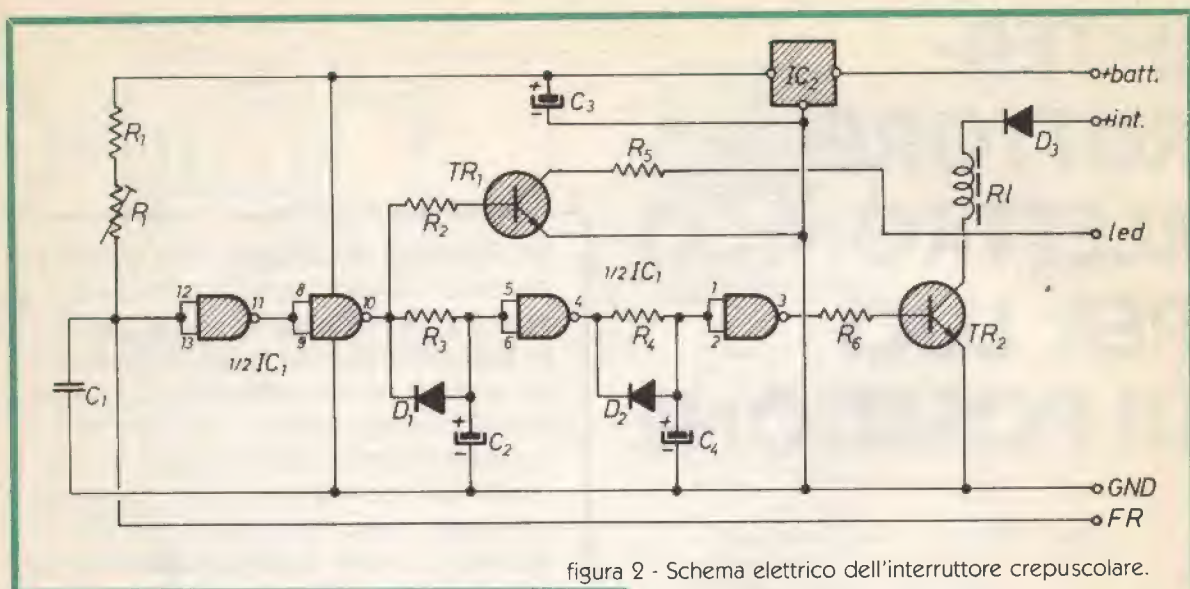 IC2
+batt.
+
C3
-
+int.
D3
R1
R5
TR1
Rl
R
R2
led
1/2 IC1
12
13
11
8
9
10
R3
5
6
4
R4
1
2
3
R6
TR2
1/2 IC1
C1
D1
+
C2
-
D2
+
C4
-
GND
FR
figura 2 - Schema elettrico dell'interruttore crepuscolare.